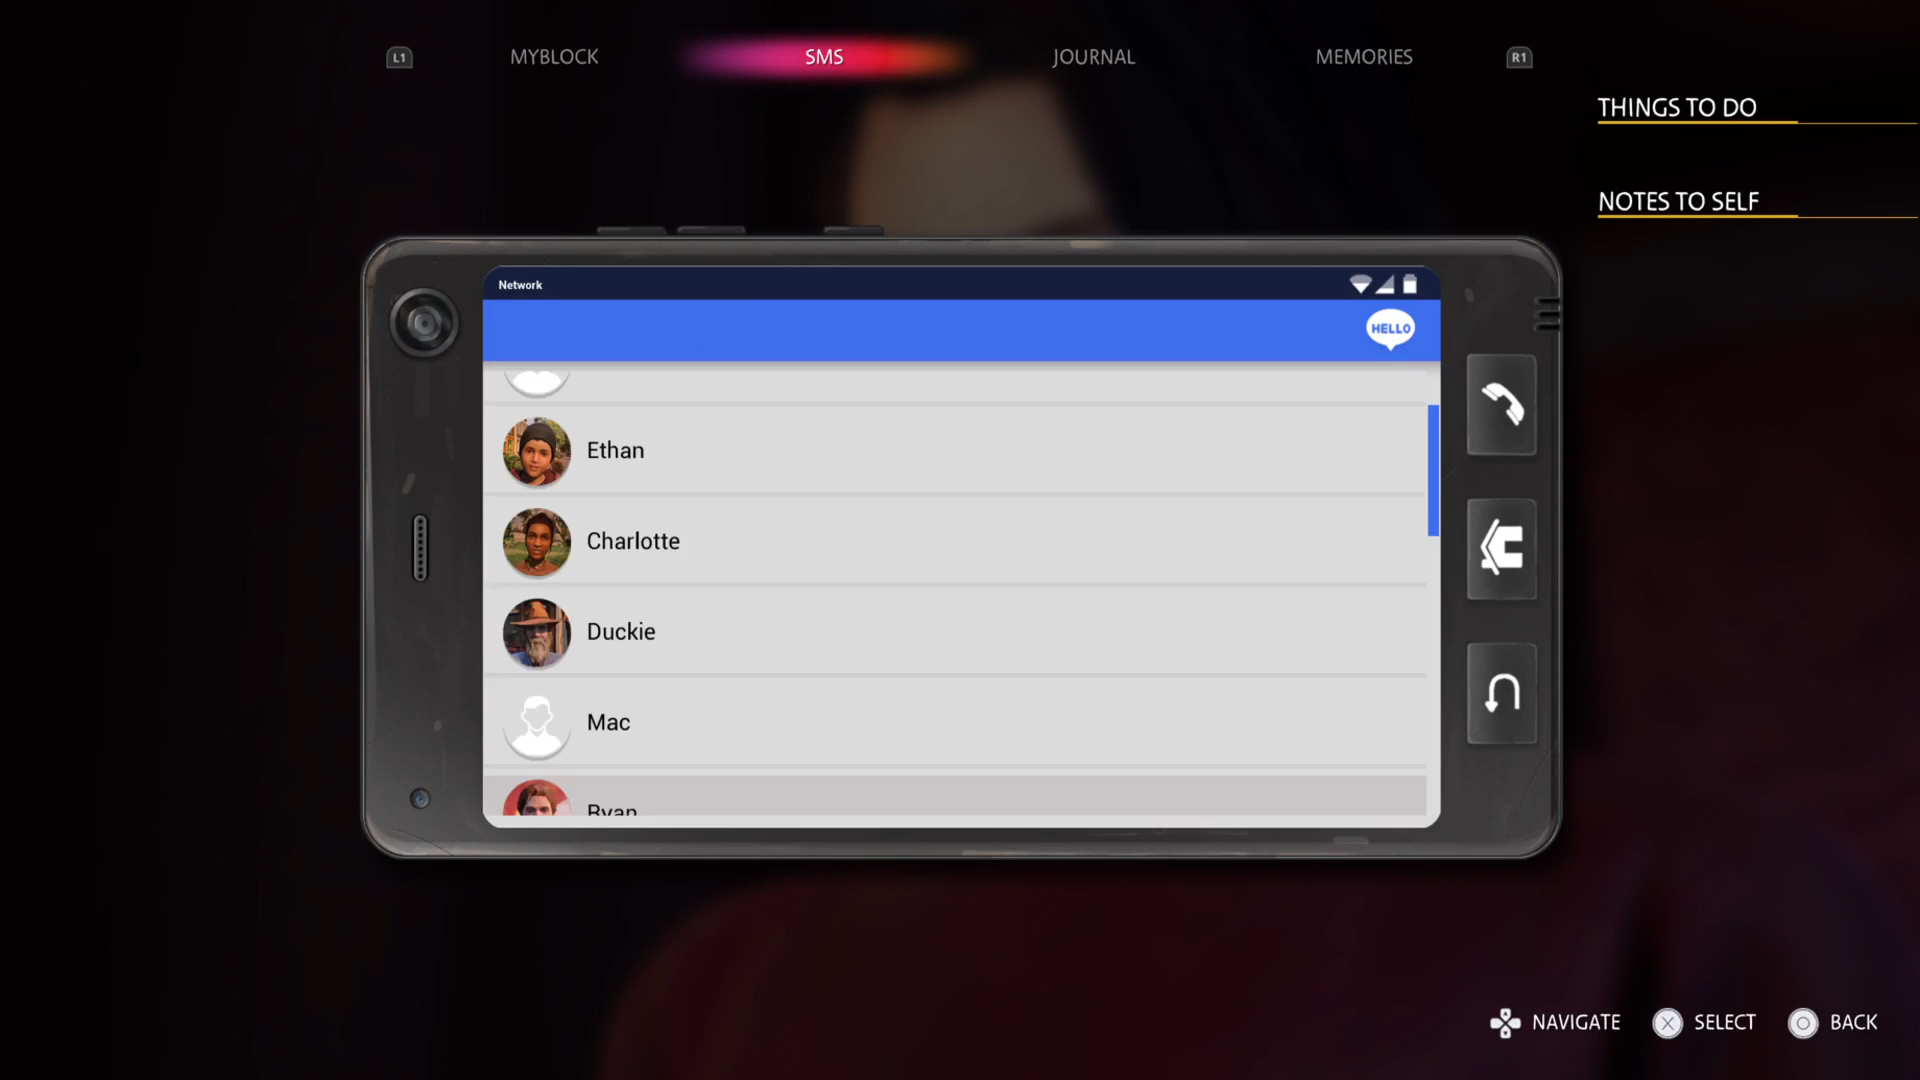 L1
MYBLOCK
SMS
JOURNAL
MEMORIES
R1
THINGS TO DO
NOTES TO SELF
Network
HELLO
Ethan
Charlotte
Duckie
Mac
Ryan
NAVIGATE
SELECT
BACK